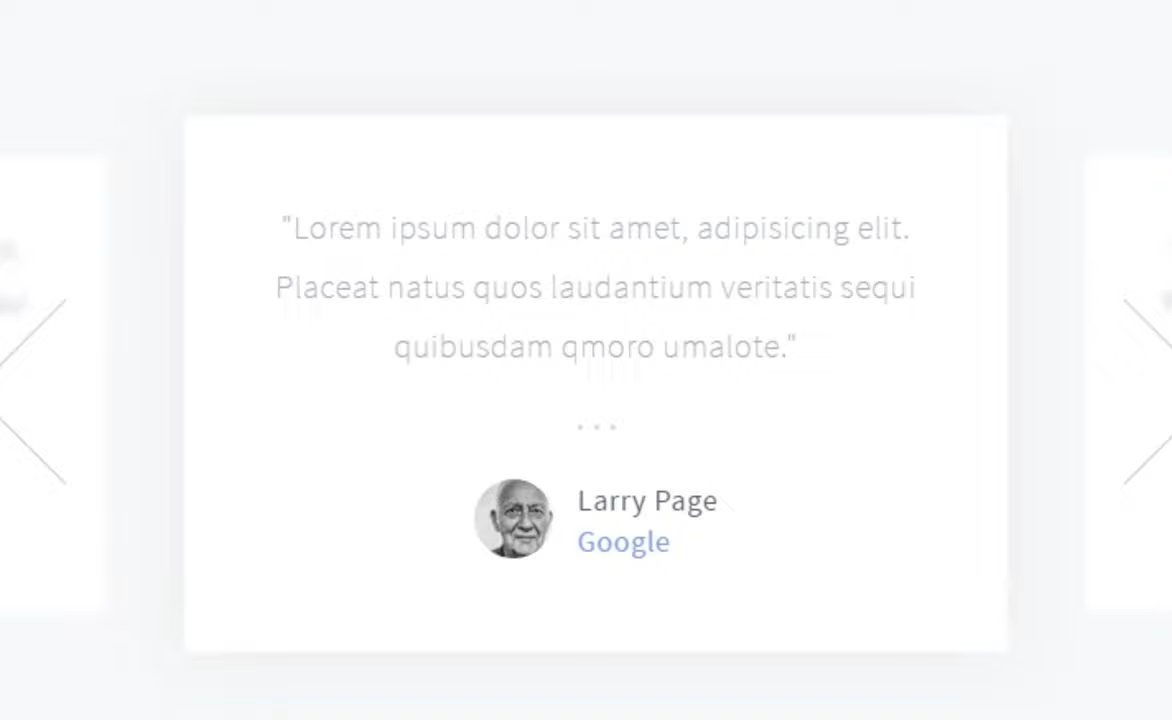 "Lorem ipsum dolor sit amet, adipisicing elit.
Placeat natus quos laudantium veritatis sequi
quibusdam qmoro umalote."
...
Larry Page
Google